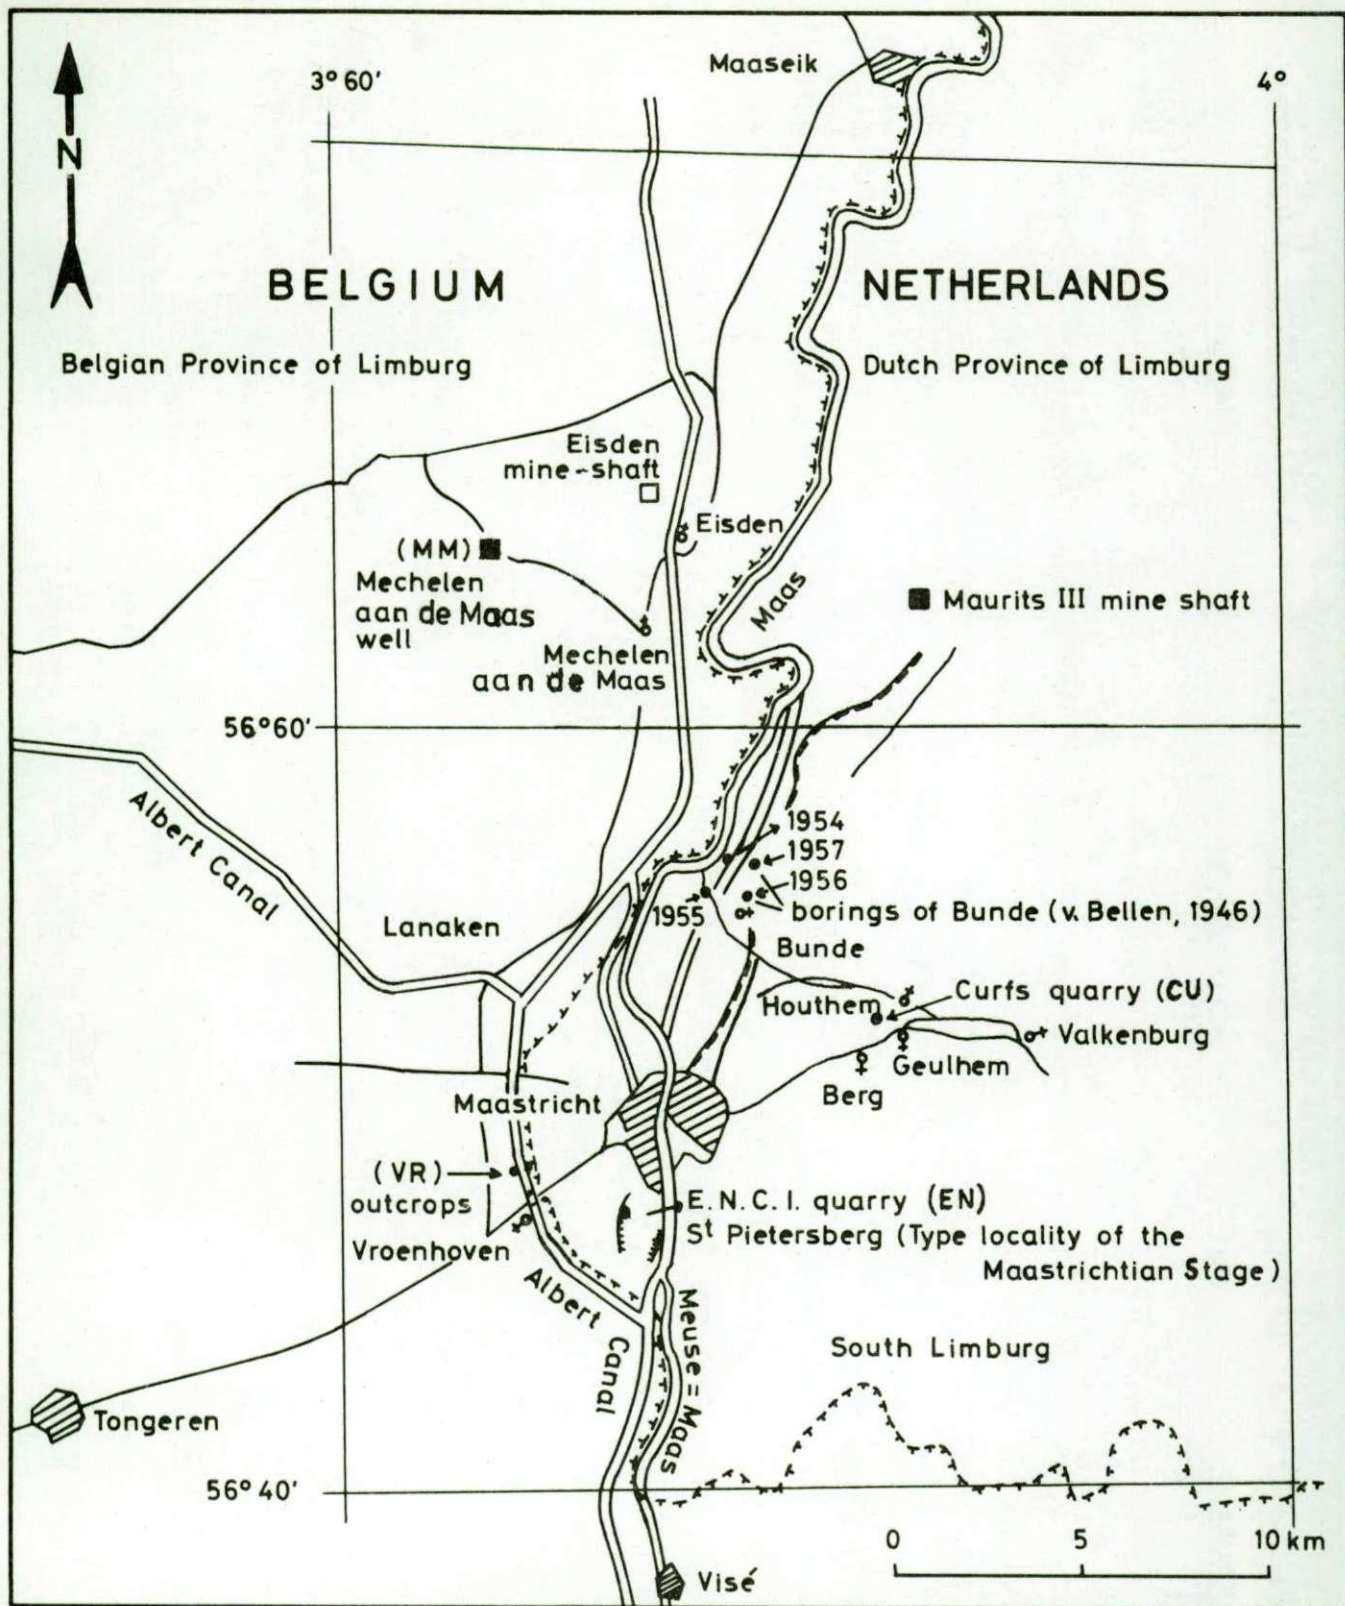 Maaseik
3°60'
4°
N
BELGIUM
NETHERLANDS
Belgian Province of Limburg
Dutch Province of Limburg
Eisden
mine-shaft
Eisden
(MM)
Mechelen
aan de Maas
well
Maas
Maurits III mine shaft
Mechelen
aan de Maas
56°60'
Albert Canal
1954
1957
1956
1955
borings of Bunde (v. Bellen, 1946)
Lanaken
Bunde
Houthem
Curfs quarry (CU)
Valkenburg
Geulhem
Berg
Maastricht
(VR)
outcrops
E.N.C.I. quarry (EN)
St Pietersberg (Type locality of the
Maastrichtian Stage)
Vroenhoven
Albert
Canal
Meuse = Maas
South Limburg
Tongeren
56°40'
0 5 10 km
Visé